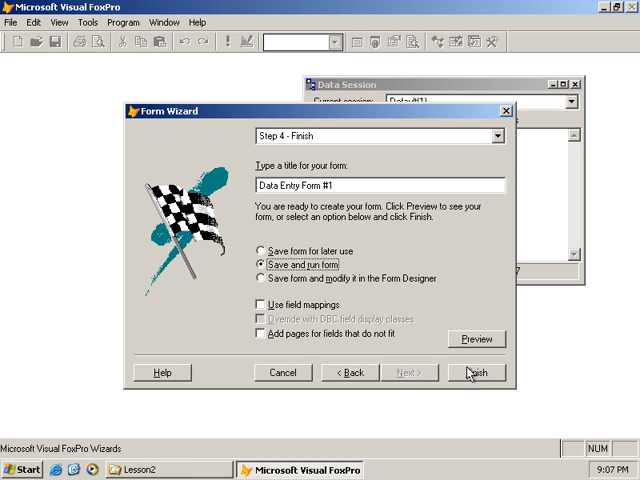 Microsoft Visual FoxPro
File Edit View Tools Program Window Help
Data Session
Current session: Default(1)
Form Wizard
Step 4 - Finish
Type a title for your form:
Data Entry Form #1
You are ready to create your form. Click Preview to see your
form, or select an option below and click Finish.
Save form for later use
Save and run form
Save form and modify it in the Form Designer
Use field mappings
Override with DBC field display classes
Add pages for fields that do not fit
Preview
Help Cancel < Back Next > Finish
Microsoft Visual FoxPro Wizards NUM
Start Lesson2 Microsoft Visual FoxPro 9:07 PM